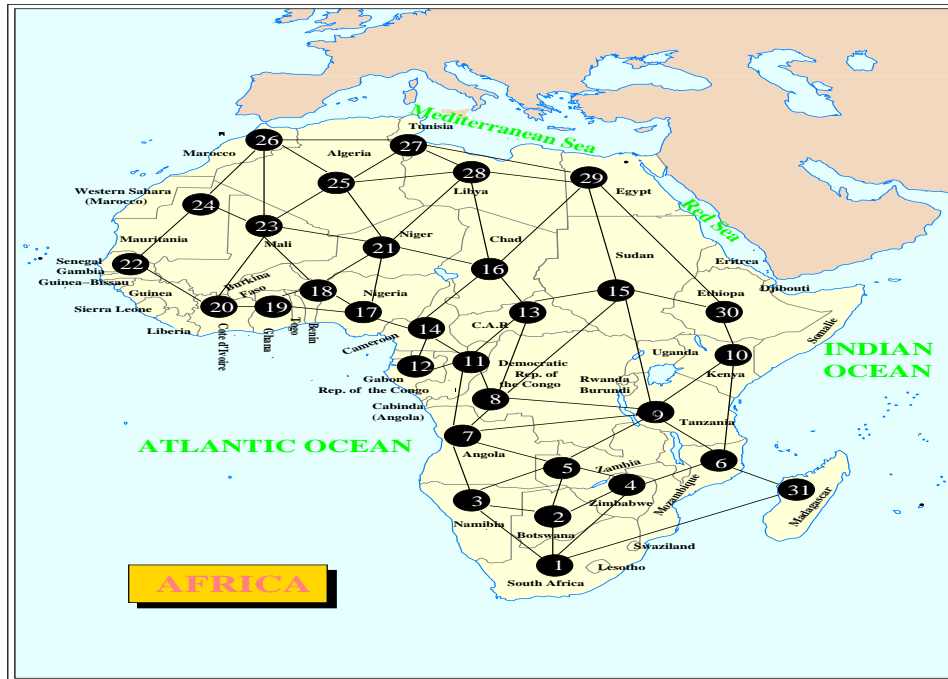 Mediterranean Sea
Tunisia
26
27
Marocco
Algeria
25
28
29
Libya
Egypt
Western Sahara
(Marocco)
24
Red Sea
23
Mauritania
Mali
Niger
21
Chad
Sudan
22
Senegal
Gambia
Guinea-Bissau
16
Eritrea
Burkina
Faso
18
Nigeria
15
Ethiopa
Djibouti
Guinea
Sierra Leone
20
19
17
13
30
Liberia
Cote d'Ivoire
Ghana
Togo
Benin
Cameroon
14
C.A.R
Somalie
12
11
Democratic
Rep. of
the Congo
Uganda
10
Kenya
INDIAN
OCEAN
Gabon
Rep. of the Congo
Rwanda
Burundi
8
Cabinda
(Angola)
9
Tanzania
ATLANTIC OCEAN
7
Angola
5
Zambia
6
4
Mozambique
31
Madagascar
3
Zimbabwe
Namibia
2
Botswana
Swaziland
1
Lesotho
South Africa
AFRICA